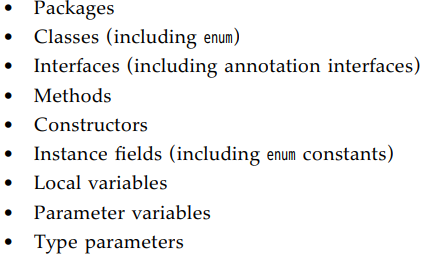 • Packages
• Classes (including enum)
• Interfaces (including annotation interfaces)
• Methods
• Constructors
• Instance fields (including enum constants)
• Local variables
• Parameter variables
• Type parameters